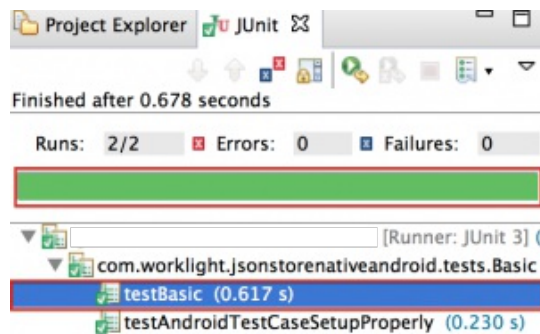 Project Explorer JUnit
Finished after 0.678 seconds
Runs: 2/2 Errors: 0 Failures: 0
[Runner: JUnit 3] (
com.worklight.jsonstorenativeandroid.tests.Basic
testBasic (0.617 s)
testAndroidTestCaseSetupProperly (0.230 s)